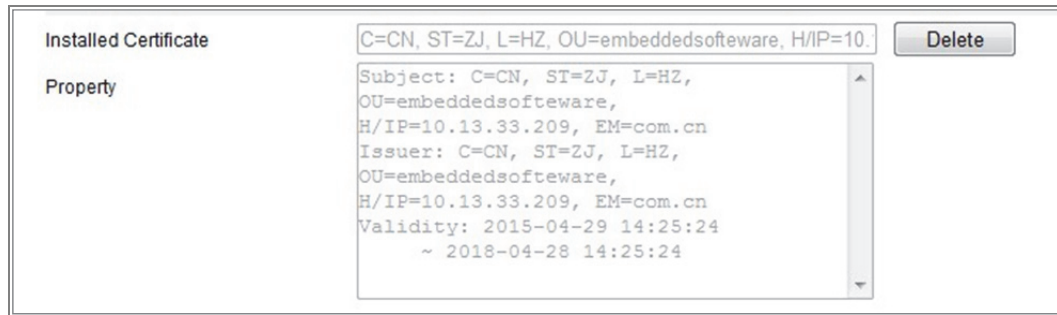 Installed Certificate
C=CN, ST=ZJ, L=HZ, OU=embeddedsofteware, H/IP=10.
Delete
Property
Subject: C=CN, ST=ZJ, L=HZ,
OU=embeddedsofteware,
H/IP=10.13.33.209, EM=com.cn
Issuer: C=CN, ST=ZJ, L=HZ,
OU=embeddedsofteware,
H/IP=10.13.33.209, EM=com.cn
Validity: 2015-04-29 14:25:24
~ 2018-04-28 14:25:24